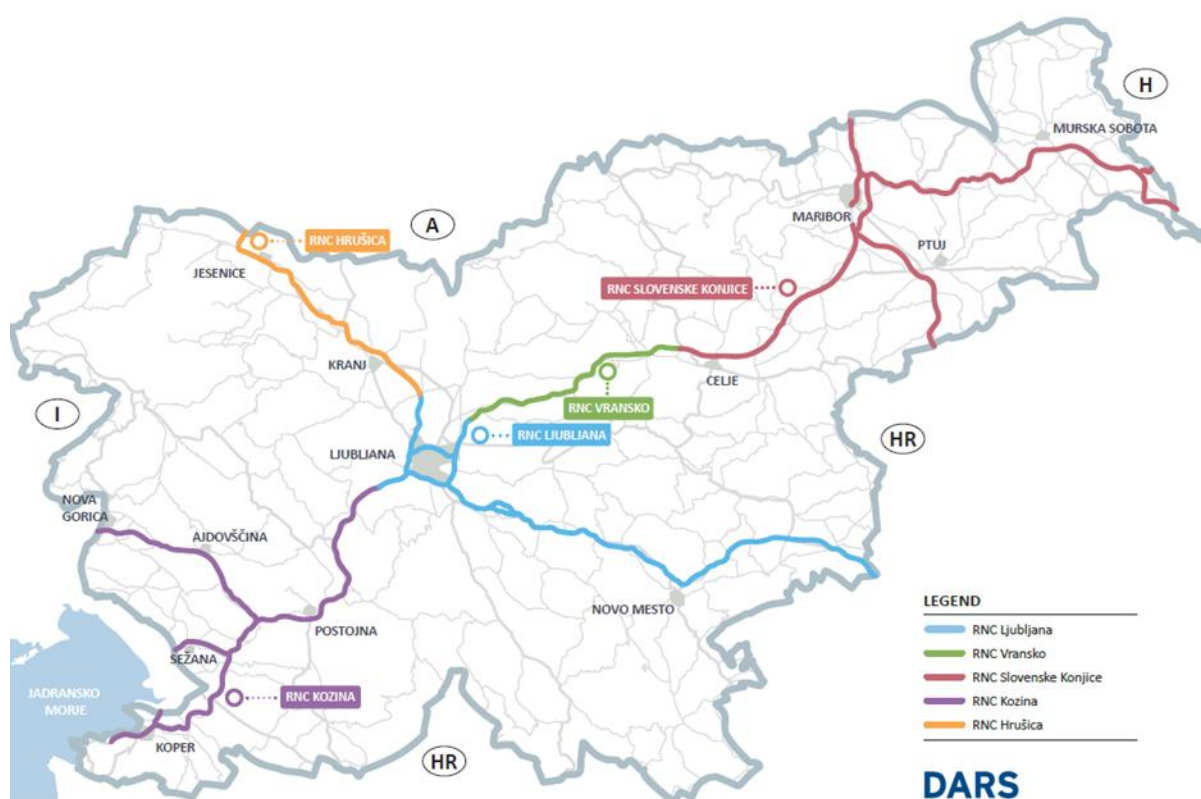 H
MURSKA SOBOTA
MARIBOR
PTUJ
A
RNC HRUŠICA
JESENICE
RNC SLOVENSKE KONJICE
KRANJ
CELJE
I
RNC VRANSKO
RNC LJUBLJANA
LJUBLJANA
HR
NOVA
GORICA
AJDOVŠČINA
NOVO MESTO
POSTOJNA
SEŽANA
RNC KOZINA
JADRANSKO
MORJE
KOPER
HR
LEGEND
RNC Ljubljana
RNC Vransko
RNC Slovenske Konjice
RNC Kozina
RNC Hrušica
DARS